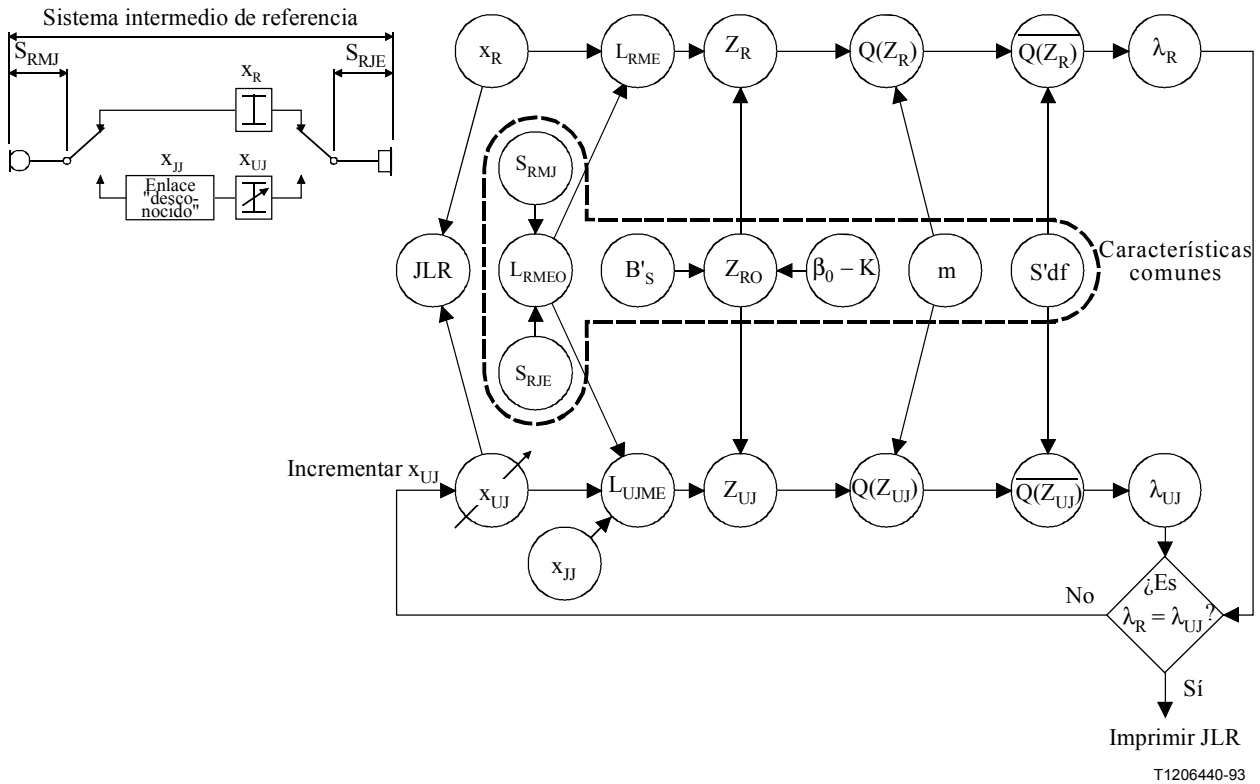 Sistema intermedio de referencia
S_RMJ
S_RJE
x_R
x_JJ
x_UJ
Enlace
"desco-
nocido"
x_R
L_RME
Z_R
Q(Z_R)
Q(Z_R)
λ_R
S_RMJ
JLR
L_RMEO
B'_S
Z_RO
β_0 – K
m
S'df
Características
comunes
S_RJE
Incrementar x_UJ
x_UJ
L_UJME
Z_UJ
Q(Z_UJ)
Q(Z_UJ)
λ_UJ
x_JJ
¿Es
λ_R = λ_UJ ?
No
Sí
Imprimir JLR
T1206440-93